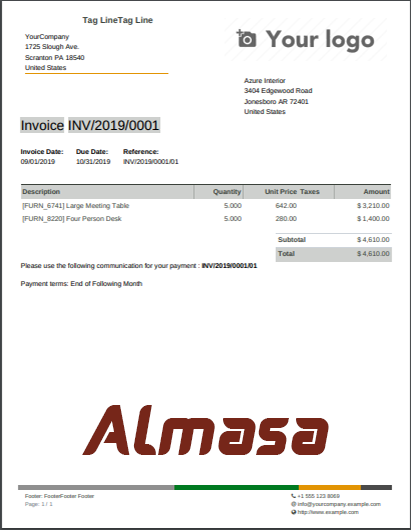 Tag LineTag Line
Your logo
YourCompany
1725 Slough Ave.
Scranton PA 18540
United States
Azure Interior
3404 Edgewood Road
Jonesboro AR 72401
United States
Invoice INV/2019/0001
Invoice Date: Due Date: Reference:
09/01/2019 10/31/2019 INV/2019/0001/01
Description Quantity Unit Price Taxes Amount
[FURN_6741] Large Meeting Table 5.000 642.00 $ 3,210.00
[FURN_8220] Four Person Desk 5.000 280.00 $ 1,400.00
Subtotal $ 4,610.00
Total $ 4,610.00
Please use the following communication for your payment : INV/2019/0001/01
Payment terms: End of Following Month
Almasa
Footer: FooterFooter Footer
Page: 1 / 1
+1 555 123 8069
info@yourcompany.example.com
http://www.example.com